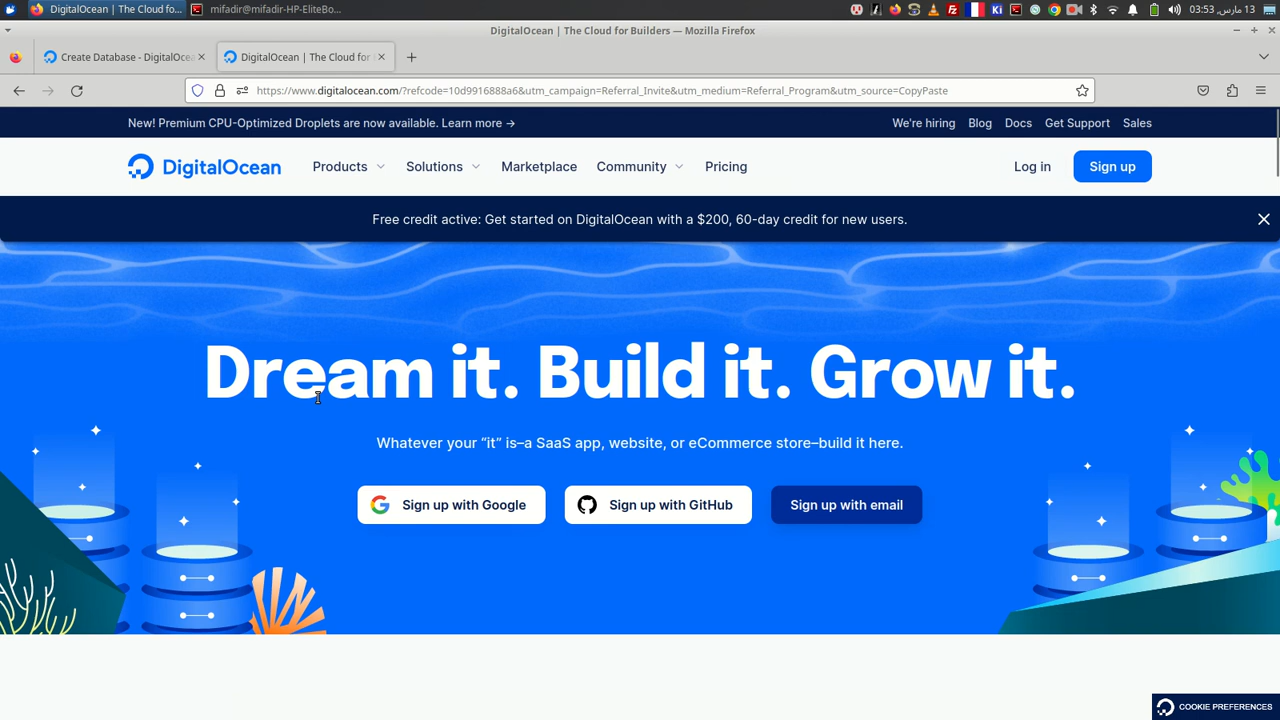 DigitalOcean | The Cloud fo...
mifadir@mifadir-HP-EliteBo...
Fz
Ki
03:53 ,13 مارس
DigitalOcean | The Cloud for Builders — Mozilla Firefox
Create Database - DigitalOcea
DigitalOcean | The Cloud for
https://www.digitalocean.com/?refcode=10d9916888a6&utm_campaign=Referral_Invite&utm_medium=Referral_Program&utm_source=CopyPaste
New! Premium CPU-Optimized Droplets are now available. Learn more →
We're hiring Blog Docs Get Support Sales
DigitalOcean Products Solutions Marketplace Community Pricing Log in Sign up
Free credit active: Get started on DigitalOcean with a $200, 60-day credit for new users.
Dream it. Build it. Grow it.
Whatever your “it” is–a SaaS app, website, or eCommerce store–build it here.
Sign up with Google Sign up with GitHub Sign up with email
COOKIE PREFERENCES